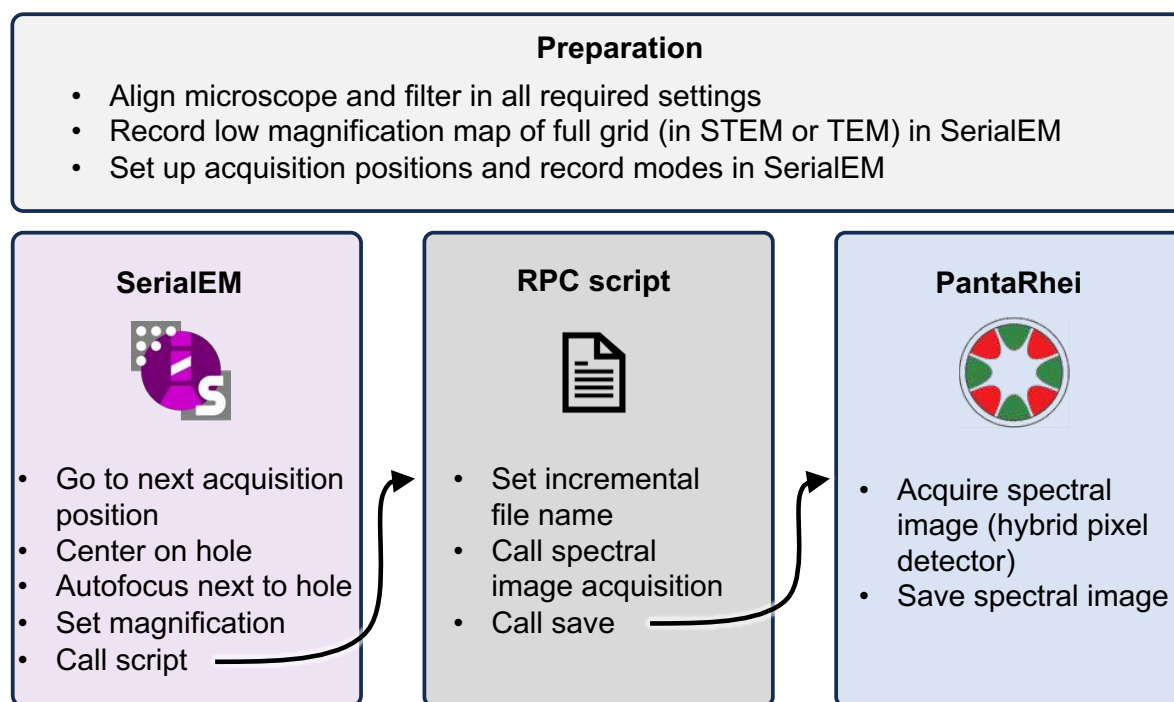 Preparation
• Align microscope and filter in all required settings
• Record low magnification map of full grid (in STEM or TEM) in SerialEM
• Set up acquisition positions and record modes in SerialEM
SerialEM
S
• Go to next acquisition
position
• Center on hole
• Autofocus next to hole
• Set magnification
• Call script
RPC script
• Set incremental
file name
• Call spectral
image acquisition
• Call save
PantaRhei
• Acquire spectral
image (hybrid pixel
detector)
• Save spectral image